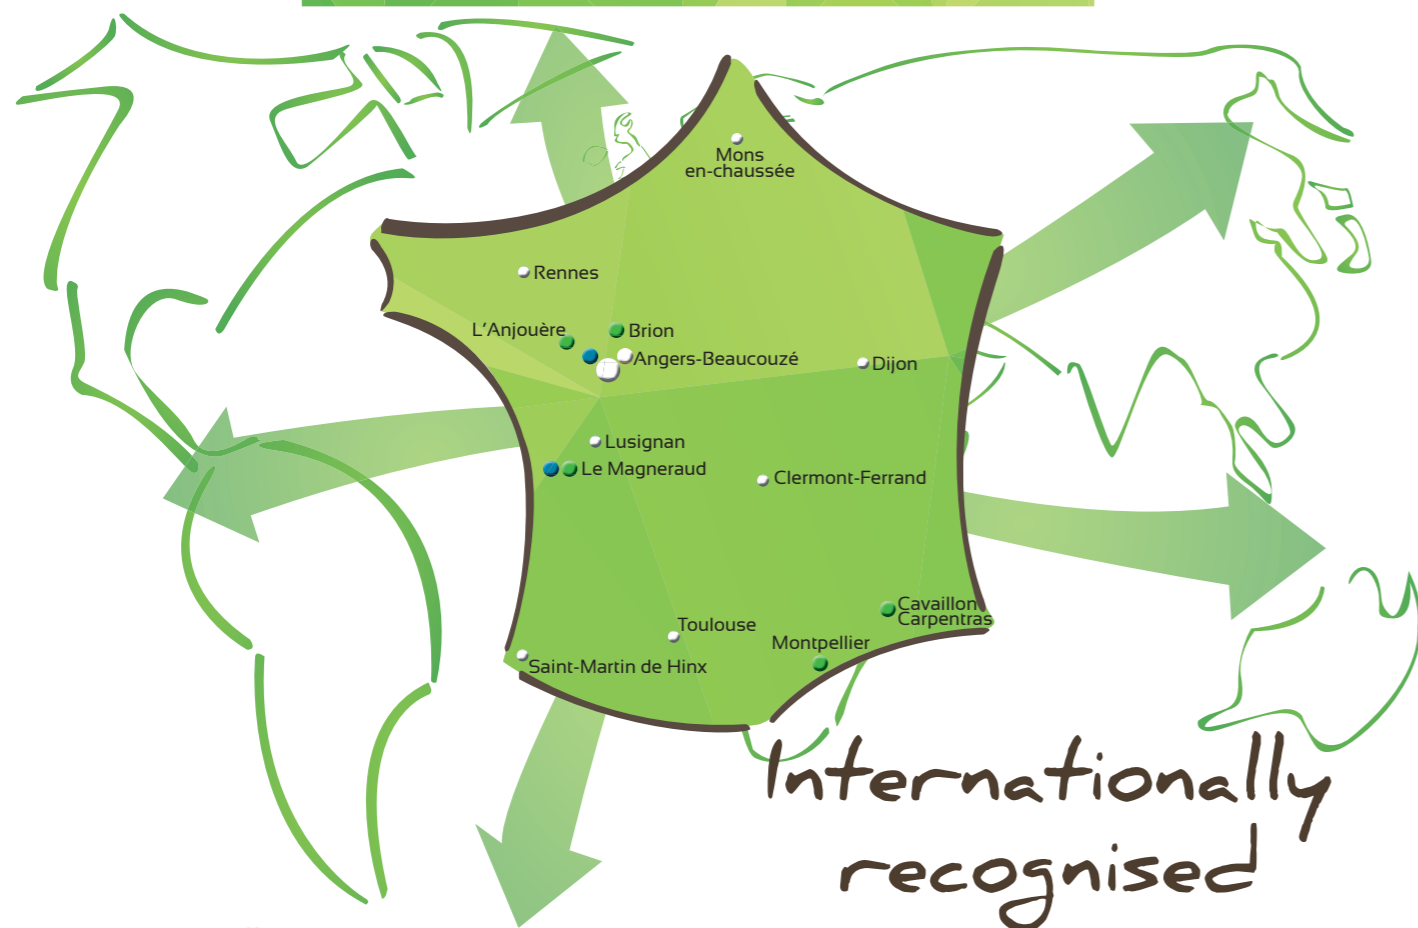 Mons
en-chaussée
Rennes
L'Anjouère
Brion
Angers-Beaucouzé
Dijon
Lusignan
Le Magneraud
Clermont-Ferrand
Cavaillon
Carpentras
Toulouse
Montpellier
Saint-Martin de Hinx
Internationally
recognised